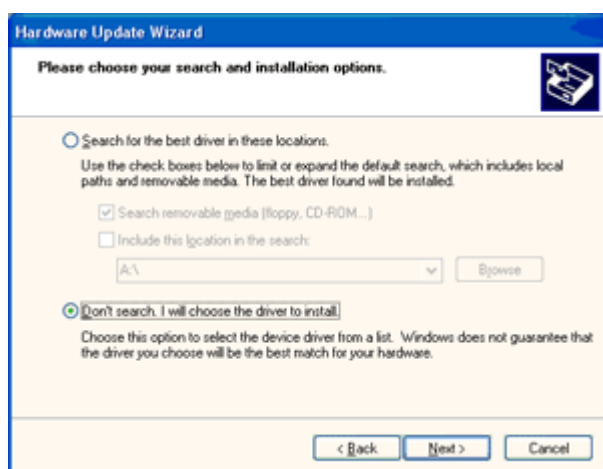 Hardware Update Wizard
Please choose your search and installation options.
Search for the best driver in these locations.
Use the check boxes below to limit or expand the default search, which includes local
paths and removable media. The best driver found will be installed.
Search removable media (floppy, CD-ROM...)
Include this location in the search:
A:\
Browse
Don't search. I will choose the driver to install.
Choose this option to select the device driver from a list. Windows does not guarantee that
the driver you choose will be the best match for your hardware.
< Back Next > Cancel